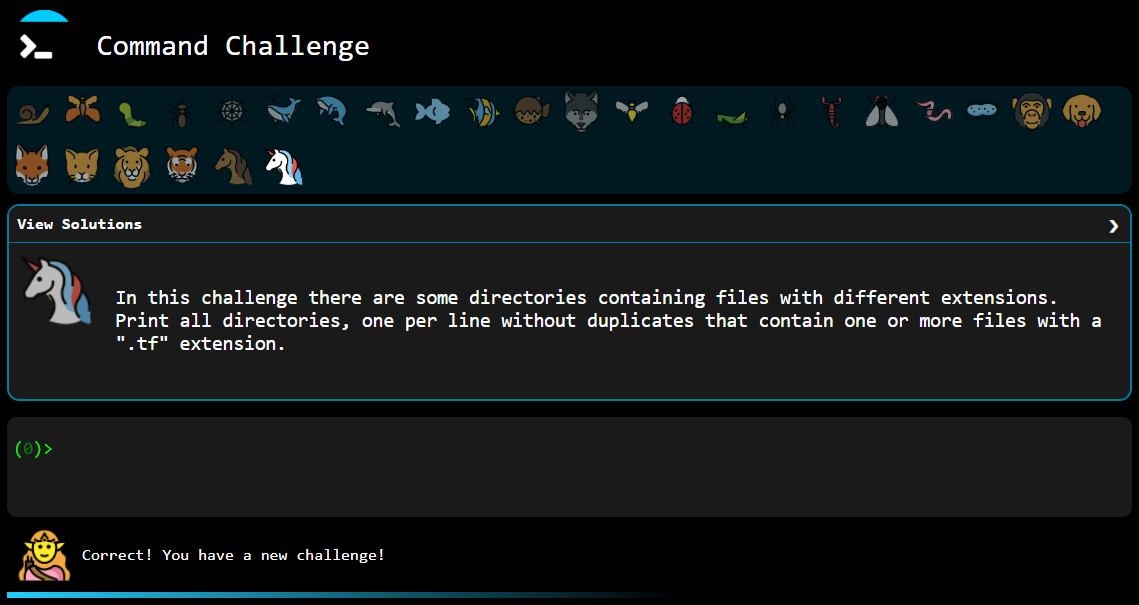 Command Challenge
View Solutions
In this challenge there are some directories containing files with different extensions.
Print all directories, one per line without duplicates that contain one or more files with a
".tf" extension.
(0)>
Correct! You have a new challenge!